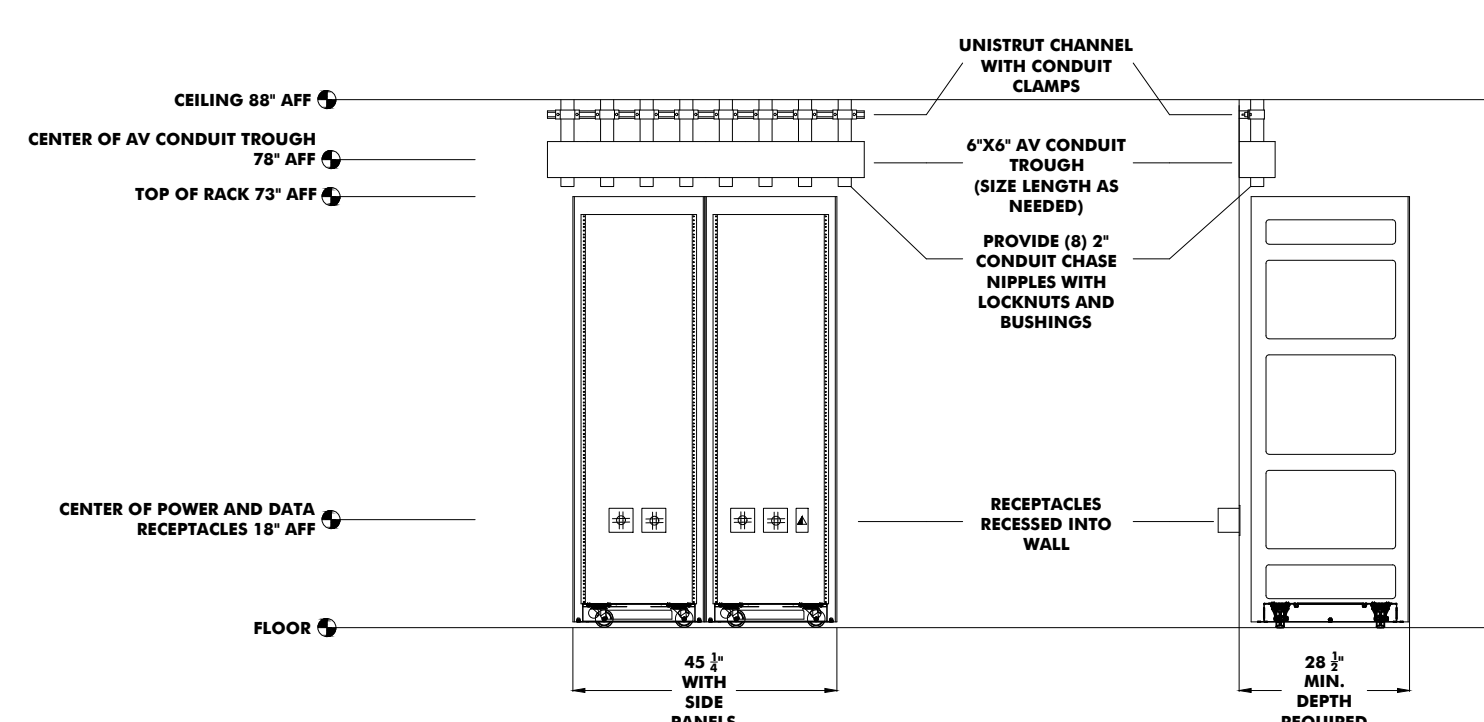 UNISTRUT CHANNEL
WITH CONDUIT
CLAMPS
CEILING 88" AFF
CENTER OF AV CONDUIT TROUGH
78" AFF
6"X6" AV CONDUIT
TROUGH
(SIZE LENGTH AS
NEEDED)
TOP OF RACK 73" AFF
PROVIDE (8) 2"
CONDUIT CHASE
NIPPLES WITH
LOCKNUTS AND
BUSHINGS
CENTER OF POWER AND DATA
RECEPTACLES 18" AFF
RECEPTACLES
RECESSED INTO
WALL
FLOOR
45 1/4"
WITH
SIDE
PANELS
28 1/2"
MIN.
DEPTH
REQUIRED